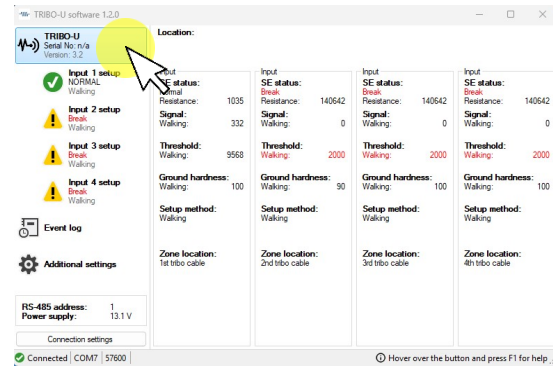 TRIBO-U software 1.2.0
TRIBO-U
Serial No: n/a
Version: 3.2
Input 1 setup
NORMAL
Walking
Input 2 setup
Break
Walking
Input 3 setup
Break
Walking
Input 4 setup
Break
Walking
Event log
Additional settings
RS-485 address: 1
Power supply: 13.1 V
Connection settings
Location:
Input
SE status:
Normal
Resistance: 1035
Signal:
Walking: 332
Threshold:
Walking: 9568
Ground hardness:
Walking: 100
Setup method:
Walking
Zone location:
1st tribo cable
Input
SE status:
Break
Resistance: 140642
Signal:
Walking: 0
Threshold:
Walking: 2000
Ground hardness:
Walking: 90
Setup method:
Walking
Zone location:
2nd tribo cable
Input
SE status:
Break
Resistance: 140642
Signal:
Walking: 0
Threshold:
Walking: 2000
Ground hardness:
Walking: 100
Setup method:
Walking
Zone location:
3rd tribo cable
Input
SE status:
Break
Resistance: 140642
Signal:
Walking: 0
Threshold:
Walking: 2000
Ground hardness:
Walking: 100
Setup method:
Walking
Zone location:
4th tribo cable
Connected COM7 57600
Hover over the button and press F1 for help